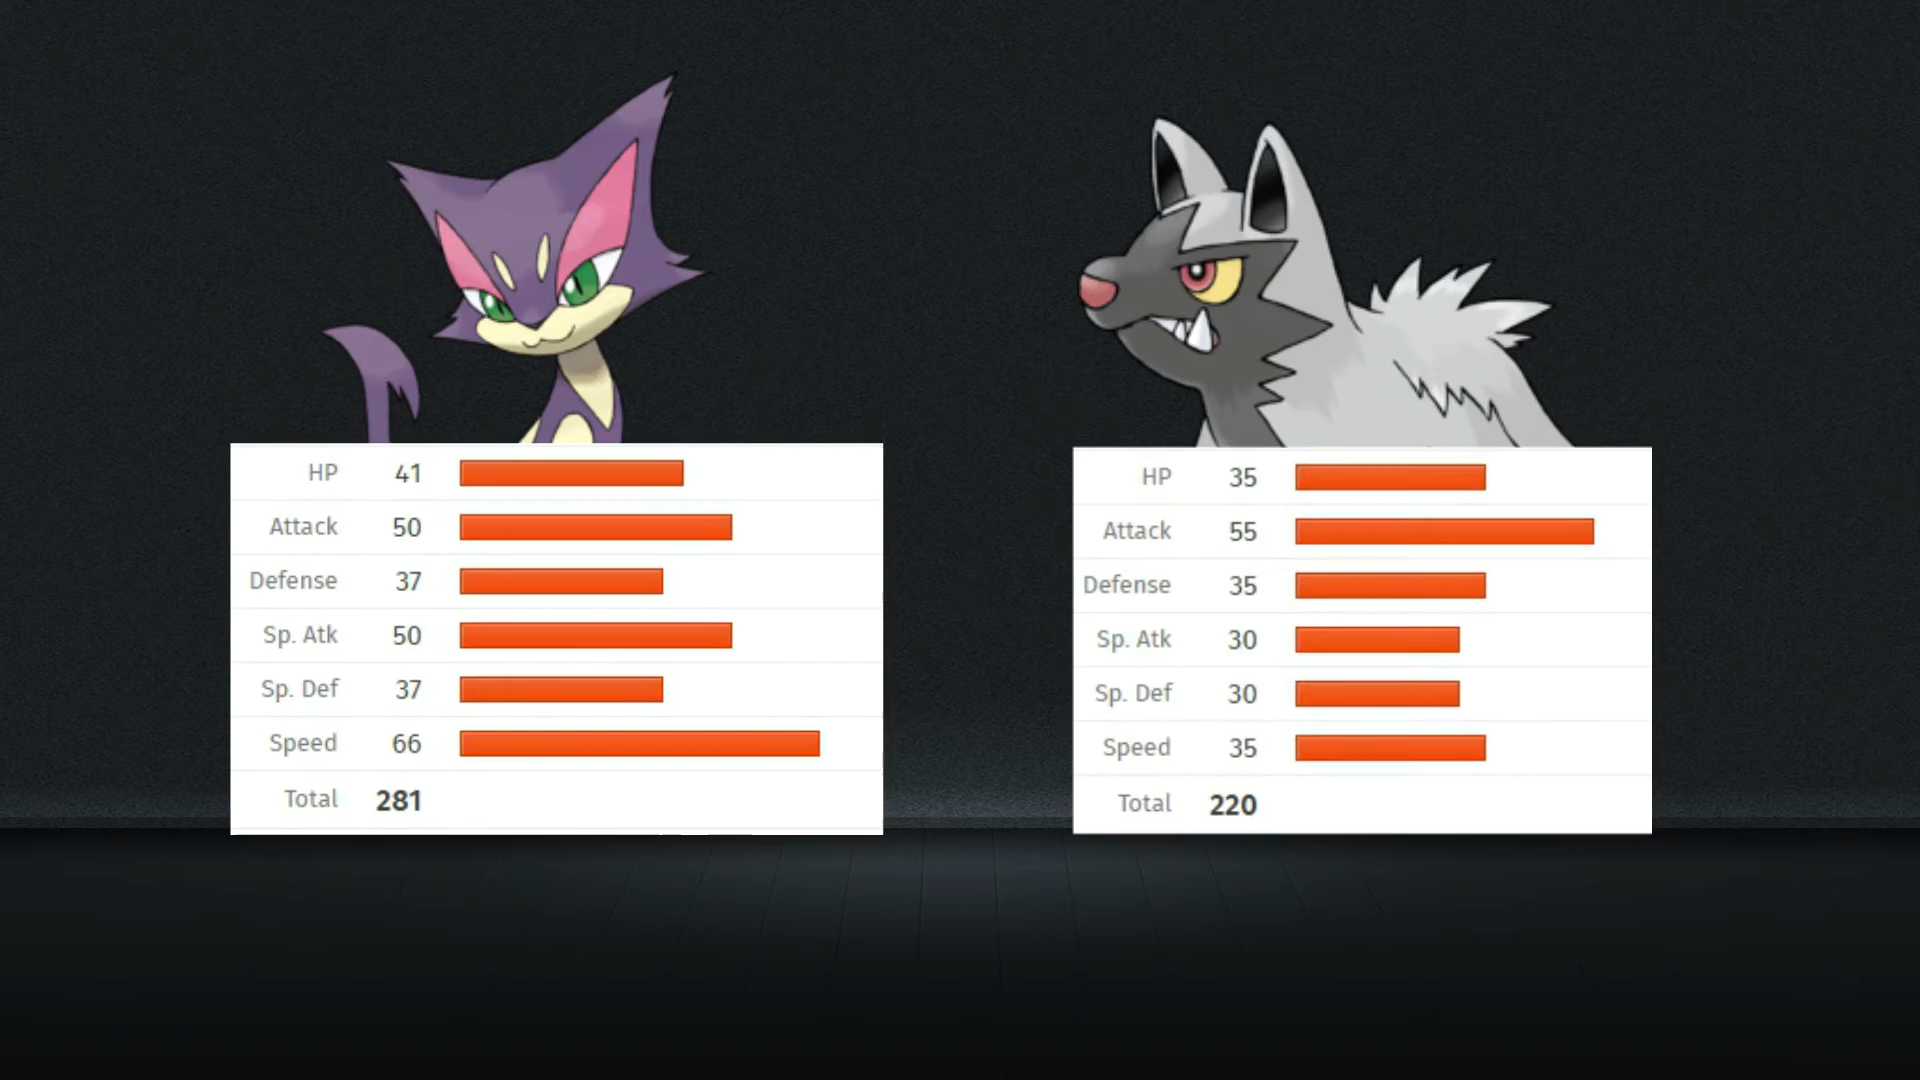 HP 41
Attack 50
Defense 37
Sp. Atk 50
Sp. Def 37
Speed 66
Total 281
HP 35
Attack 55
Defense 35
Sp. Atk 30
Sp. Def 30
Speed 35
Total 220